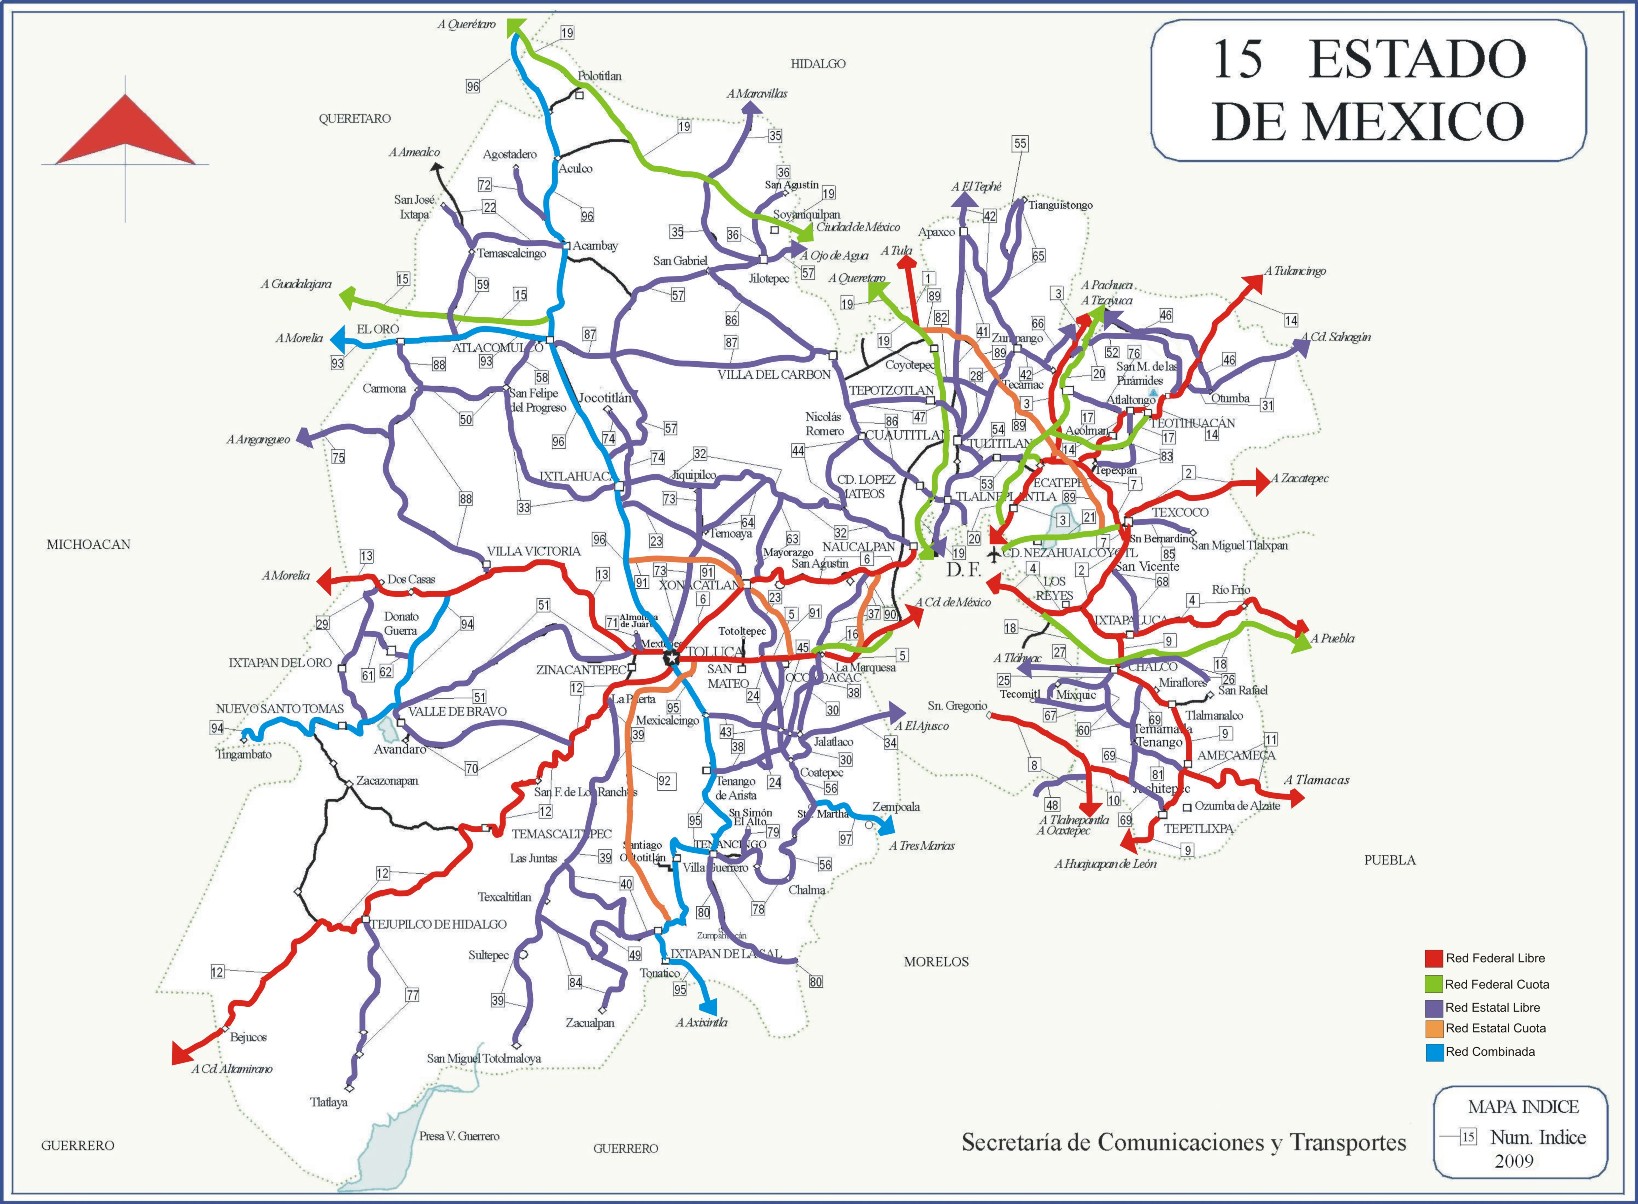 15 ESTADO
DE MEXICO
A Querétaro
19
96
Polotitlan
HIDALGO
A Maravillas
QUERETARO
19
35
55
A Amealco
Agostadero
Aculco
36
San Agustín
19
72
San José
Ixtapa
22
96
Soyaniquilpan
A Ciudad de México
A El Tephé
42
Tianguistongo
Apaxco
35
36
Temascalcingo
Acambay
San Gabriel
Jilotepec
A Ojo de Agua
57
A Tula
65
A Guadalajara
15
59
15
57
A Queretaro
1
89
19
3
A Pachuca
A Tizayuca
A Tulancingo
A Morelia
EL ORO
93
ATLACOMULCO
88
93
87
86
87
82
19
41
66
Zumpango
89
46
14
A Cd. Sahagún
52
76
46
58
VILLA DEL CARBON
Coyotepec
28
42
Tecamac
20
San M. de las
Pirámides
Carmona
San Felipe
del Progreso
Jocotitlán
TEPOTZOTLAN
3
Atlaltongo
Otumba
31
50
96
74
57
Nicolás
Romero
86
47
54
89
17
Acolman
TEOTIHUACÁN
17
14
A Angangueo
75
CUAUTITLAN
TULTITLAN
44
14
83
74
32
Jiquipilco
CD. LOPEZ
MATEOS
Tepexpan
2
A Zacatepec
IXTLAHUACA
73
53
ECATEPEC
7
88
33
TLALNEPANTLA
89
64
Temoaya
3
21
TEXCOCO
MICHOACAN
96
23
63
32
20
7
Sn Bernardino
San Miguel Tlalxpan
13
VILLA VICTORIA
Mayorazgo
NAUCALPAN
19
CD. NEZAHUALCOYOTL
85
San Agustin
6
D. F.
San Vicente
A Morelia
Dos Casas
13
91
73
91
XONACATLAN
4
2
68
LOS
REYES
Río Frío
29
Donato
Guerra
94
51
71
Almoloya
de Juárez
6
23
5
91
37
90
A Cd. de México
4
IXTAPALUCA
A Puebla
Totoltepec
16
18
9
IXTAPAN DEL ORO
61
62
ZINACANTEPEC
TOLUCA
45
5
27
A Tláhuac
25
CHALCO
18
26
12
SAN
MATEO
La Marquesa
OCOYOACAC
38
Tecomitl
Mixquic
Miraflores
San Rafael
51
La Puerta
24
NUEVO SANTO TOMAS
VALLE DE BRAVO
95
Mexicalcingo
30
Sn. Gregorio
67
69
Tlalmanalco
94
Tingambato
Avandaro
39
43
38
A El Ajusco
34
Jalatlaco
60
Temamatla
Tenango
9
11
70
Zacazonapan
92
Tenango
de Arista
24
30
Coatepec
56
8
69
81
AMECAMECA
A Tlamacas
San F. de Los Ranchos
Juchitepec
12
Sn Simón
El Alto
79
Sta. Martha
Zempoala
48
10
69
Ozumba de Alzate
95
A Tlalnepantla
A Oaxtepec
TEPETLIXPA
TEMASCALTEPEC
Santiago
Oxtotitlán
TENANCINGO
97
A Tres Marias
9
Las Juntas
39
Villa Guerrero
56
A Huajuapan de León
PUEBLA
12
40
Chalma
Texcaltitlan
80
78
TEJUPILCO DE HIDALGO
Zumpahuacán
Sultepec
49
IXTAPAN DE LA SAL
MORELOS
12
Tonatico
77
39
84
95
80
Zacualpan
A Axixintla
Bejucos
San Miguel Totolmaloya
A Cd. Altamirano
Tlatlaya
Presa V. Guerrero
GUERRERO
GUERRERO
Red Federal Libre
Red Federal Cuota
Red Estatal Libre
Red Estatal Cuota
Red Combinada
Secretaría de Comunicaciones y Transportes
MAPA INDICE
15 Num. Indice
2009